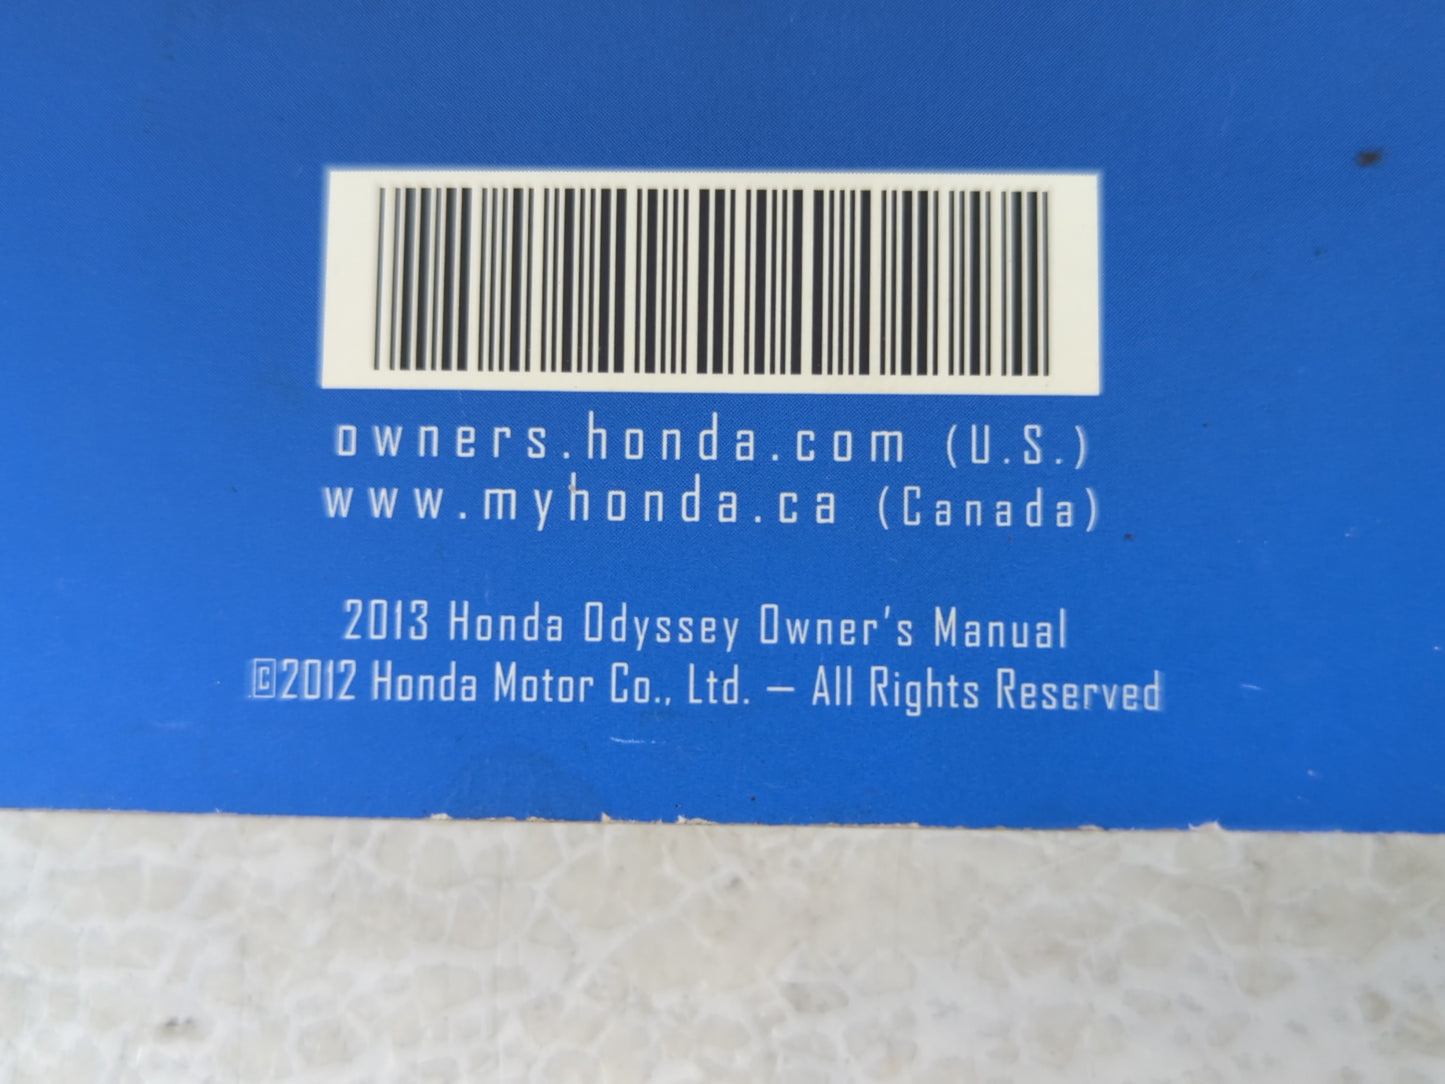 owners.honda.com (U.S.)
www.myhonda.ca (Canada)
2013 Honda Odyssey Owner's Manual
©2012 Honda Motor Co., Ltd. — All Rights Reserved